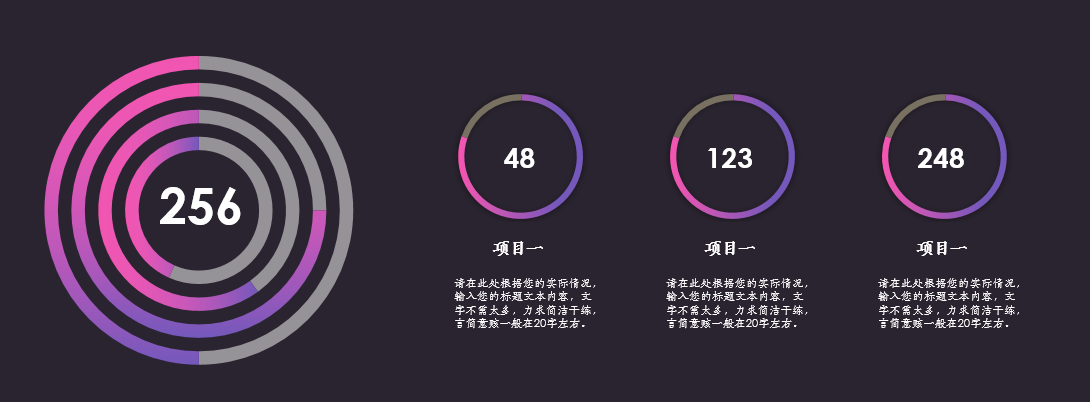 256
48
123
248
项目一
项目一
项目一
请在此处根据您的实际情况，
输入您的标题文本内容，文
字不需太多，力求简洁干练，
言简意赅一般在20字左右。
请在此处根据您的实际情况，
输入您的标题文本内容，文
字不需太多，力求简洁干练，
言简意赅一般在20字左右。
请在此处根据您的实际情况，
输入您的标题文本内容，文
字不需太多，力求简洁干练，
言简意赅一般在20字左右。